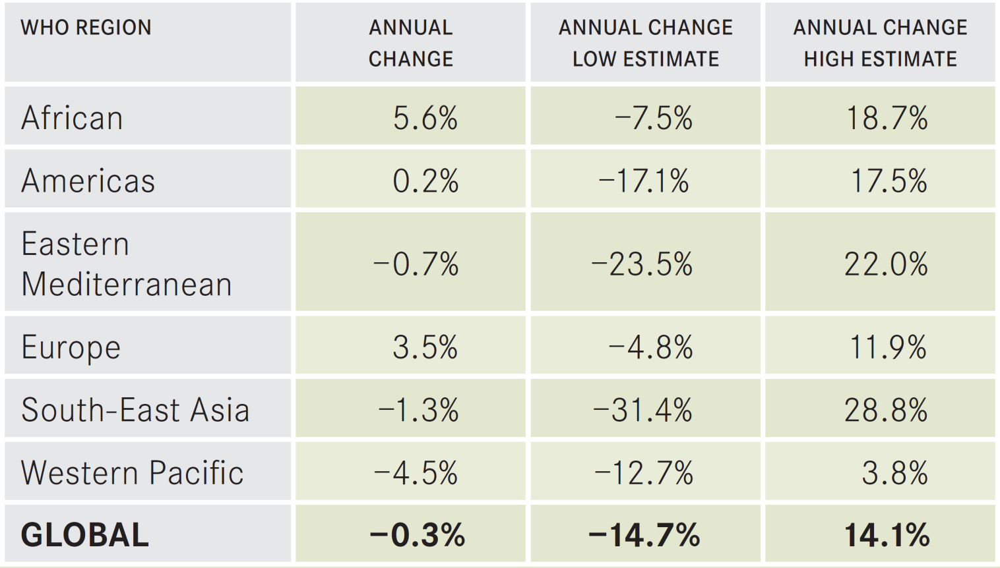 WHO REGION
ANNUAL
CHANGE
ANNUAL CHANGE
LOW ESTIMATE
ANNUAL CHANGE
HIGH ESTIMATE
African 5.6% –7.5% 18.7%
Americas 0.2% –17.1% 17.5%
Eastern
Mediterranean –0.7% –23.5% 22.0%
Europe 3.5% –4.8% 11.9%
South-East Asia –1.3% –31.4% 28.8%
Western Pacific –4.5% –12.7% 3.8%
GLOBAL –0.3% –14.7% 14.1%